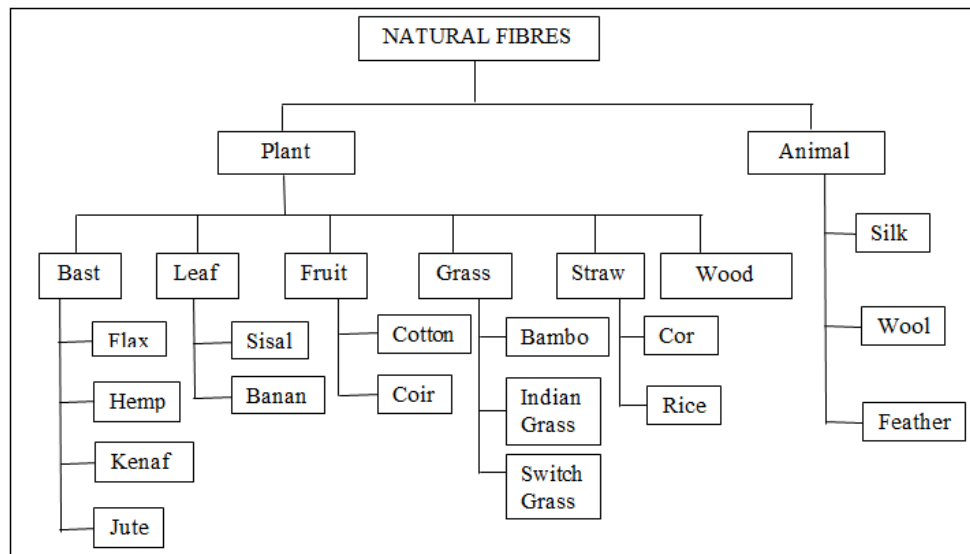 NATURAL FIBRES
Plant
Animal
Bast
Leaf
Fruit
Grass
Straw
Wood
Silk
Flax
Sisal
Cotton
Bambo
Cor
Wool
Hemp
Banan
Coir
Indian
Grass
Rice
Feather
Kenaf
Switch
Grass
Jute